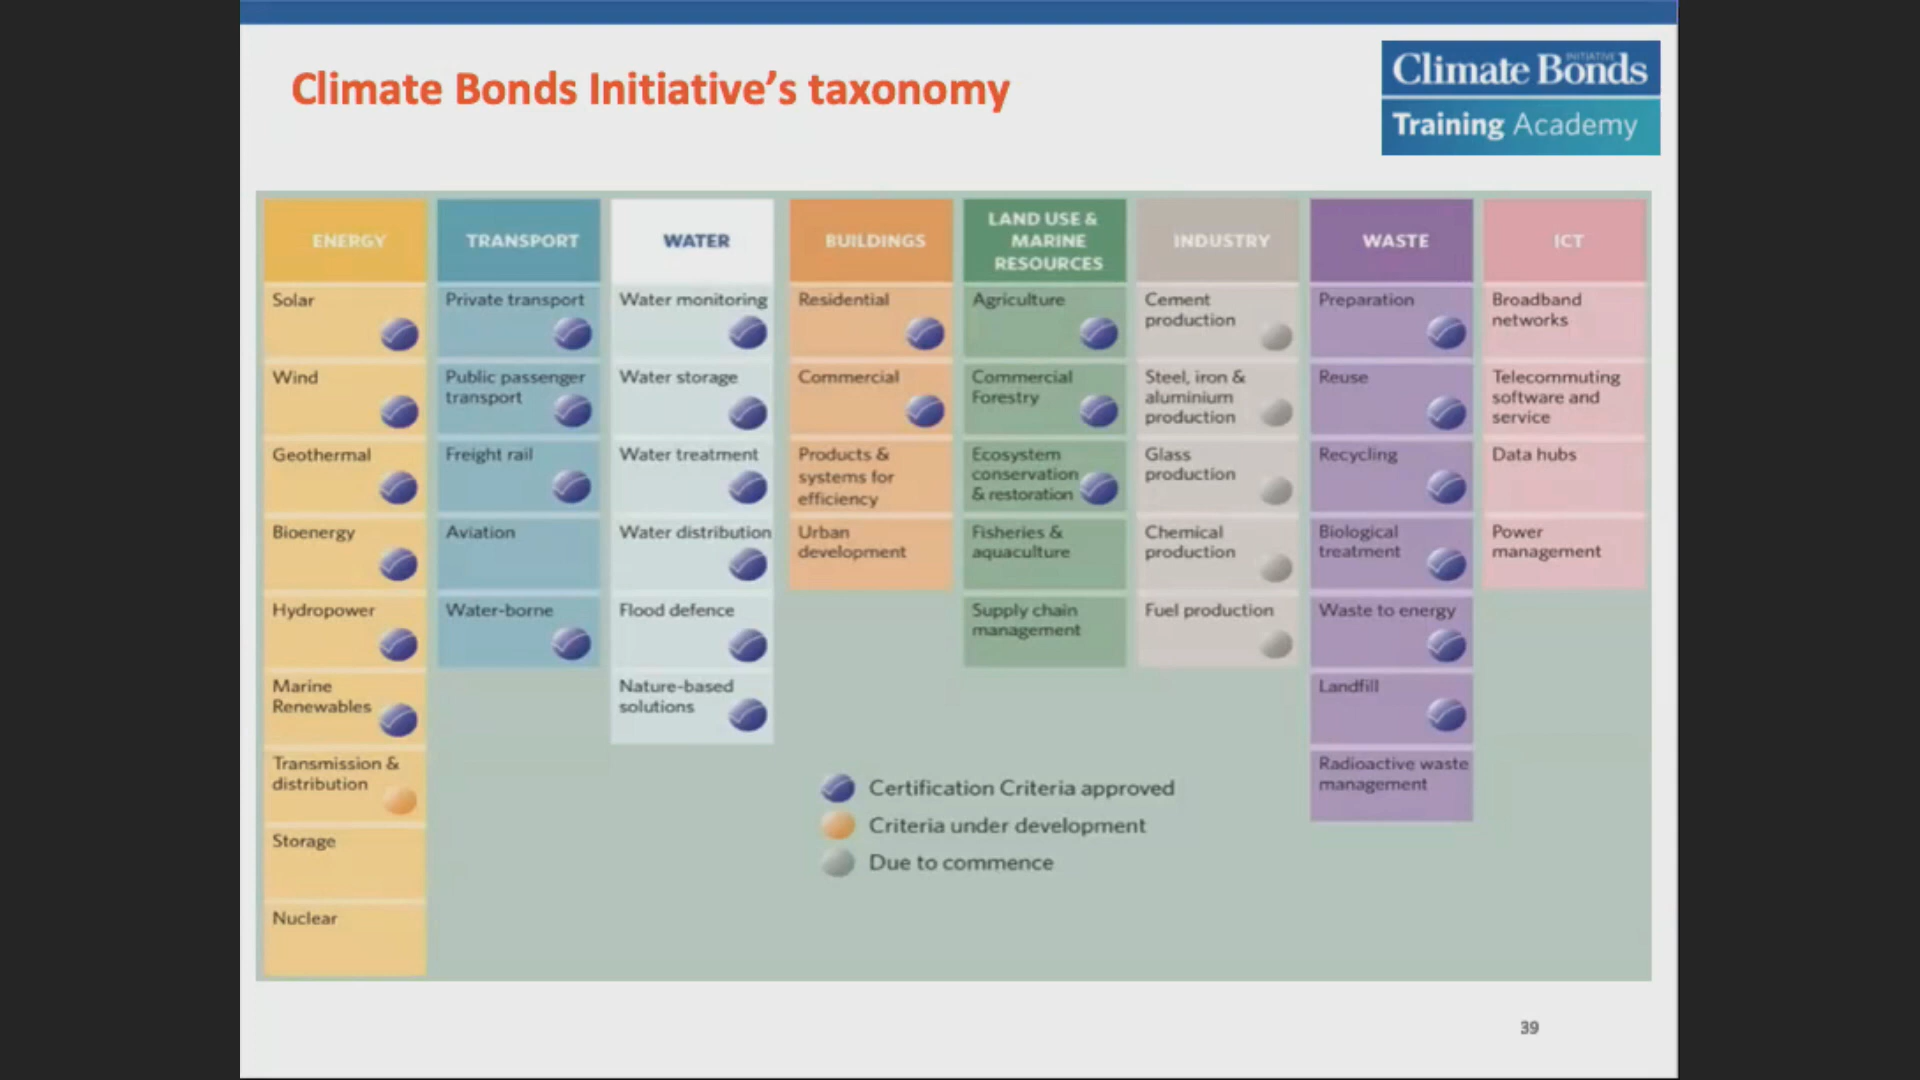 Climate Bonds Initiative's taxonomy
INITIATIVE
Climate Bonds
Training Academy
ENERGY
Solar
Wind
Geothermal
Bioenergy
Hydropower
Marine
Renewables
Transmission &
distribution
Storage
Nuclear
TRANSPORT
Private transport
Public passenger
transport
Freight rail
Aviation
Water-borne
WATER
Water monitoring
Water storage
Water treatment
Water distribution
Flood defence
Nature-based
solutions
BUILDINGS
Residential
Commercial
Products &
systems for
efficiency
Urban
development
LAND USE &
MARINE
RESOURCES
Agriculture
Commercial
Forestry
Ecosystem
conservation
& restoration
Fisheries &
aquaculture
Supply chain
management
INDUSTRY
Cement
production
Steel, iron &
aluminium
production
Glass
production
Chemical
production
Fuel production
WASTE
Preparation
Reuse
Recycling
Biological
treatment
Waste to energy
Landfill
Radioactive waste
management
ICT
Broadband
networks
Telecommuting
software and
service
Data hubs
Power
management
Certification Criteria approved
Criteria under development
Due to commence
39